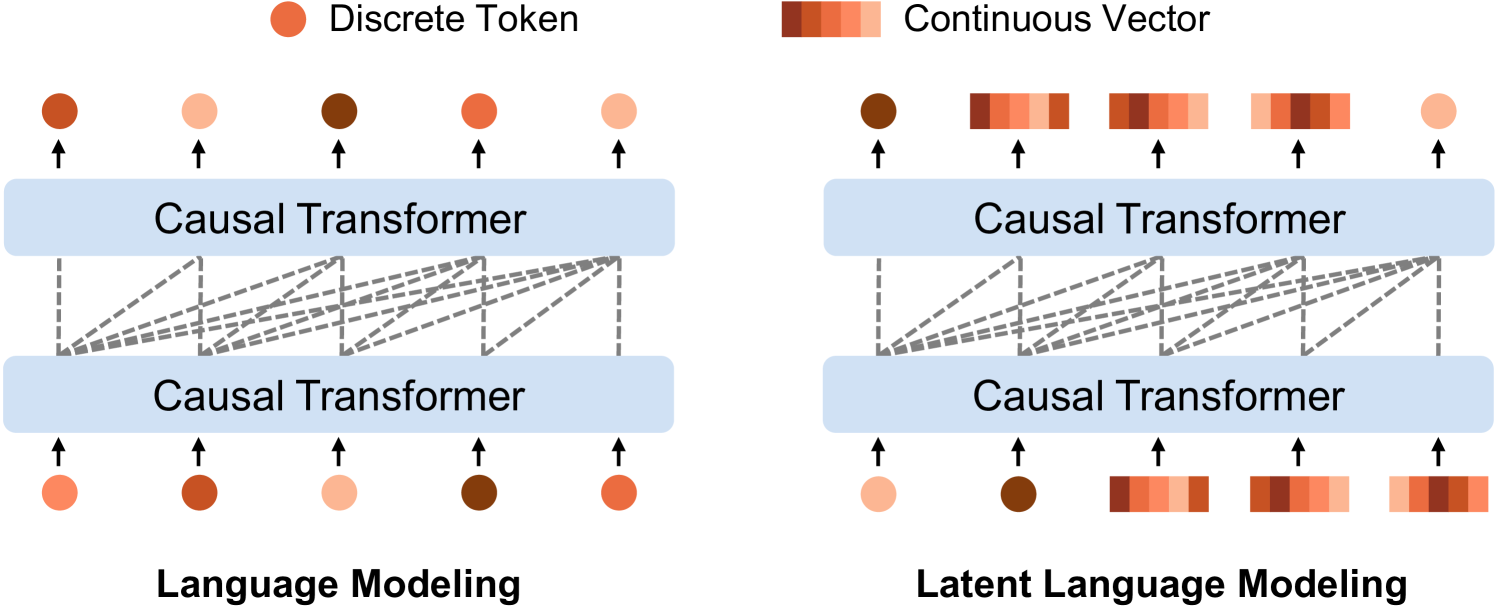 Discrete Token
Continuous Vector
Causal Transformer
Causal Transformer
Causal Transformer
Causal Transformer
Language Modeling
Latent Language Modeling